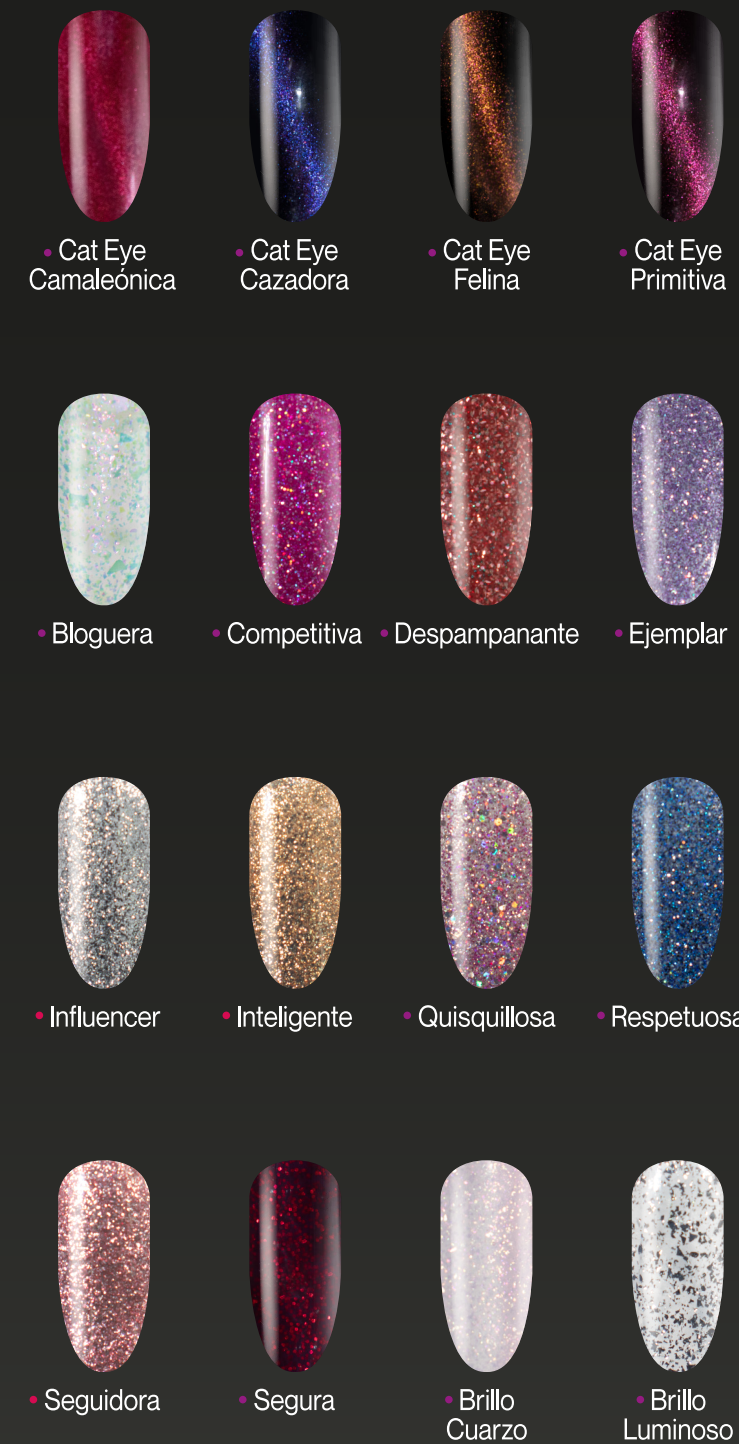 • Cat Eye
Camaleónica
• Cat Eye
Cazadora
• Cat Eye
Felina
• Cat Eye
Primitiva
• Bloguera
• Competitiva
• Despampanante
• Ejemplar
• Influencer
• Inteligente
• Quisquillosa
• Respetuosa
• Seguidora
• Segura
• Brillo
Cuarzo
• Brillo
Luminoso